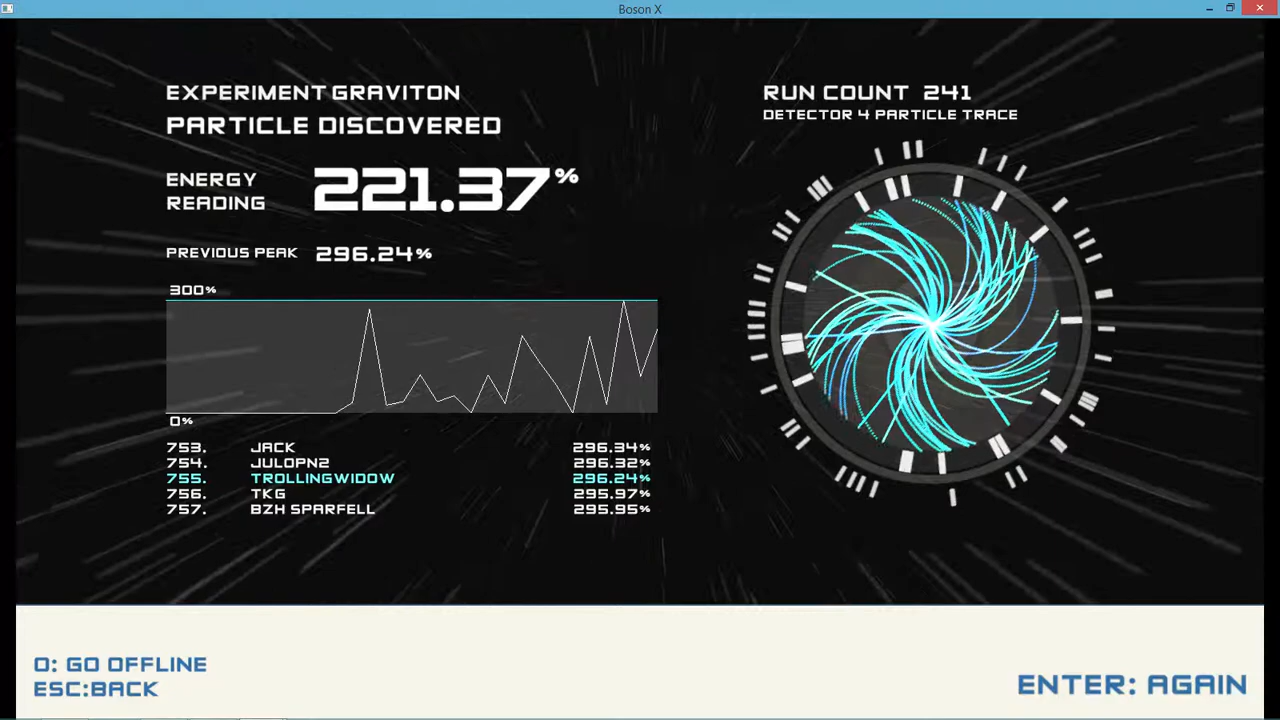 Boson X
EXPERIMENT GRAVITON
PARTICLE DISCOVERED
ENERGY READING 221.37%
PREVIOUS PEAK 296.24%
300%
0%
753. JACK 296.34%
754. JULOPN2 296.32%
755. TROLLINGWIDOW 296.24%
756. TKG 295.97%
757. BZH SPARFELL 295.95%
RUN COUNT 241
DETECTOR 4 PARTICLE TRACE
O: GO OFFLINE
ESC:BACK
ENTER: AGAIN